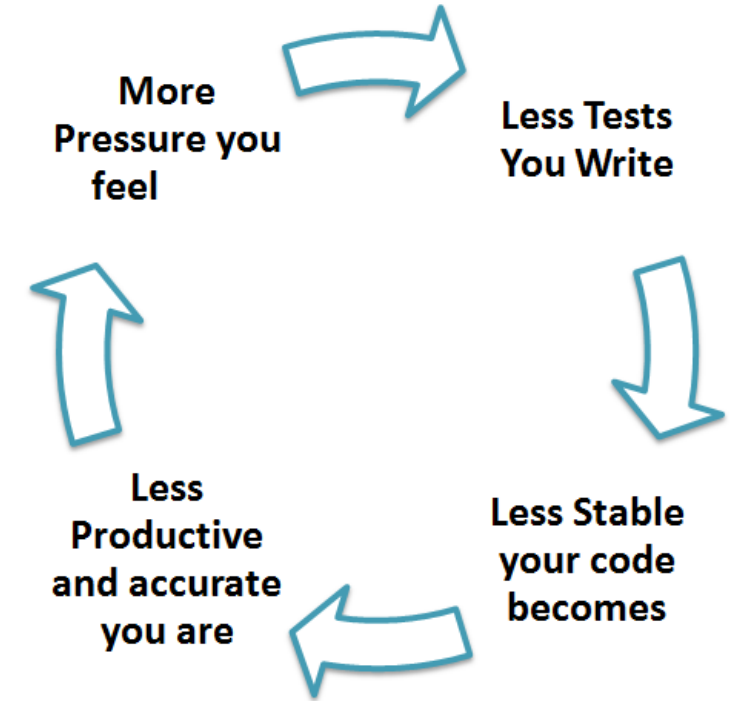 More
Pressure you
feel
Less Tests
You Write
Less Stable
your code
becomes
Less
Productive
and accurate
you are